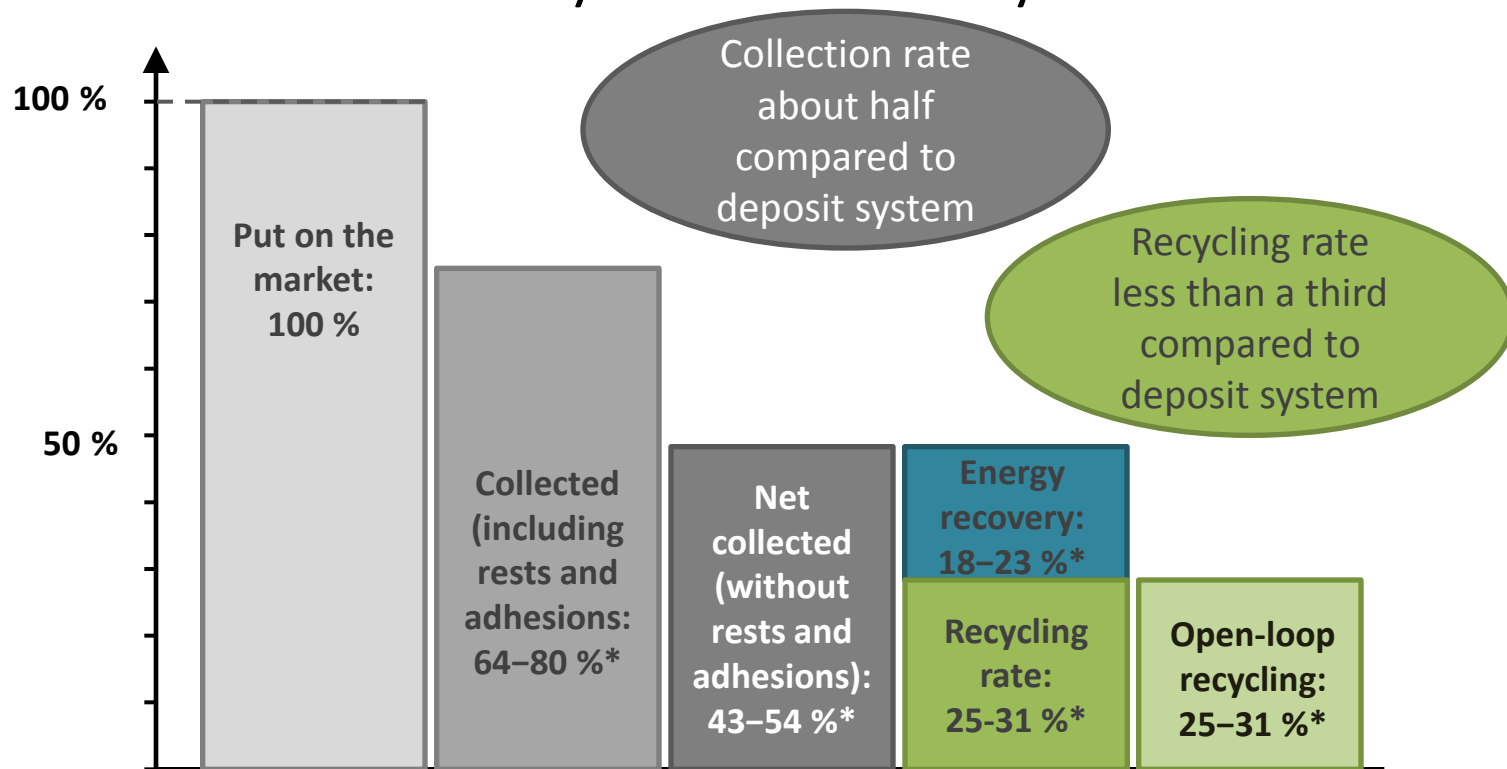 Collection rate
about half
compared to
deposit system
Recycling rate
less than a third
compared to
deposit system
100 %
50 %
Put on the
market:
100 %
Collected
(including
rests and
adhesions:
64–80 %*
Net
collected
(without
rests and
adhesions):
43–54 %*
Energy
recovery:
18–23 %*
Recycling
rate:
25-31 %*
Open-loop
recycling:
25–31 %*